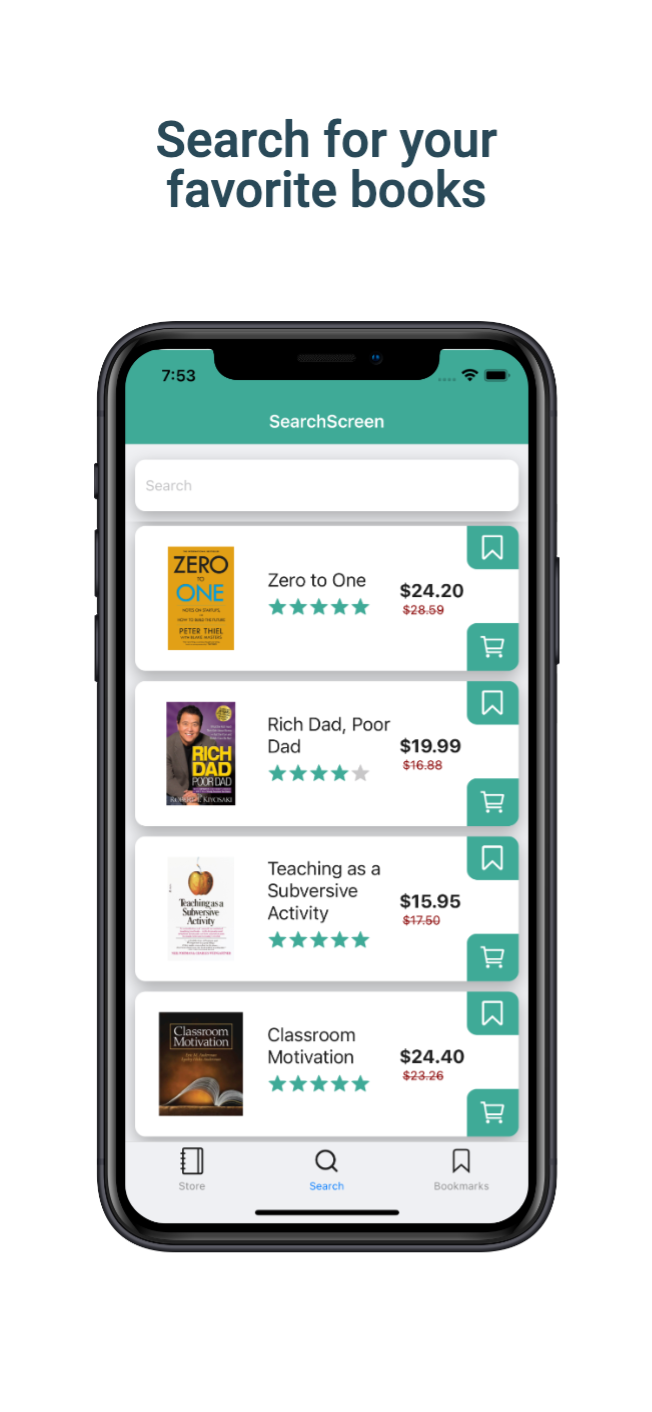 Search for your
favorite books
7:53
SearchScreen
Search
ZERO
TO
ONE
NOTES ON STARTUPS,
HOW TO BUILD THE FUTURE
PETER THIEL
WITH BLAKE MASTERS
Zero to One
$24.20
$28.59
RICH
DAD
POOR DAD
ROBERT T. KIYOSAKI
Rich Dad, Poor
Dad
$19.99
$16.88
Teaching as a
Subversive
Activity
Teaching as a
Subversive
Activity
$15.95
$17.50
Classroom
Motivation
Classroom
Motivation
$24.40
$23.26
Store
Search
Bookmarks